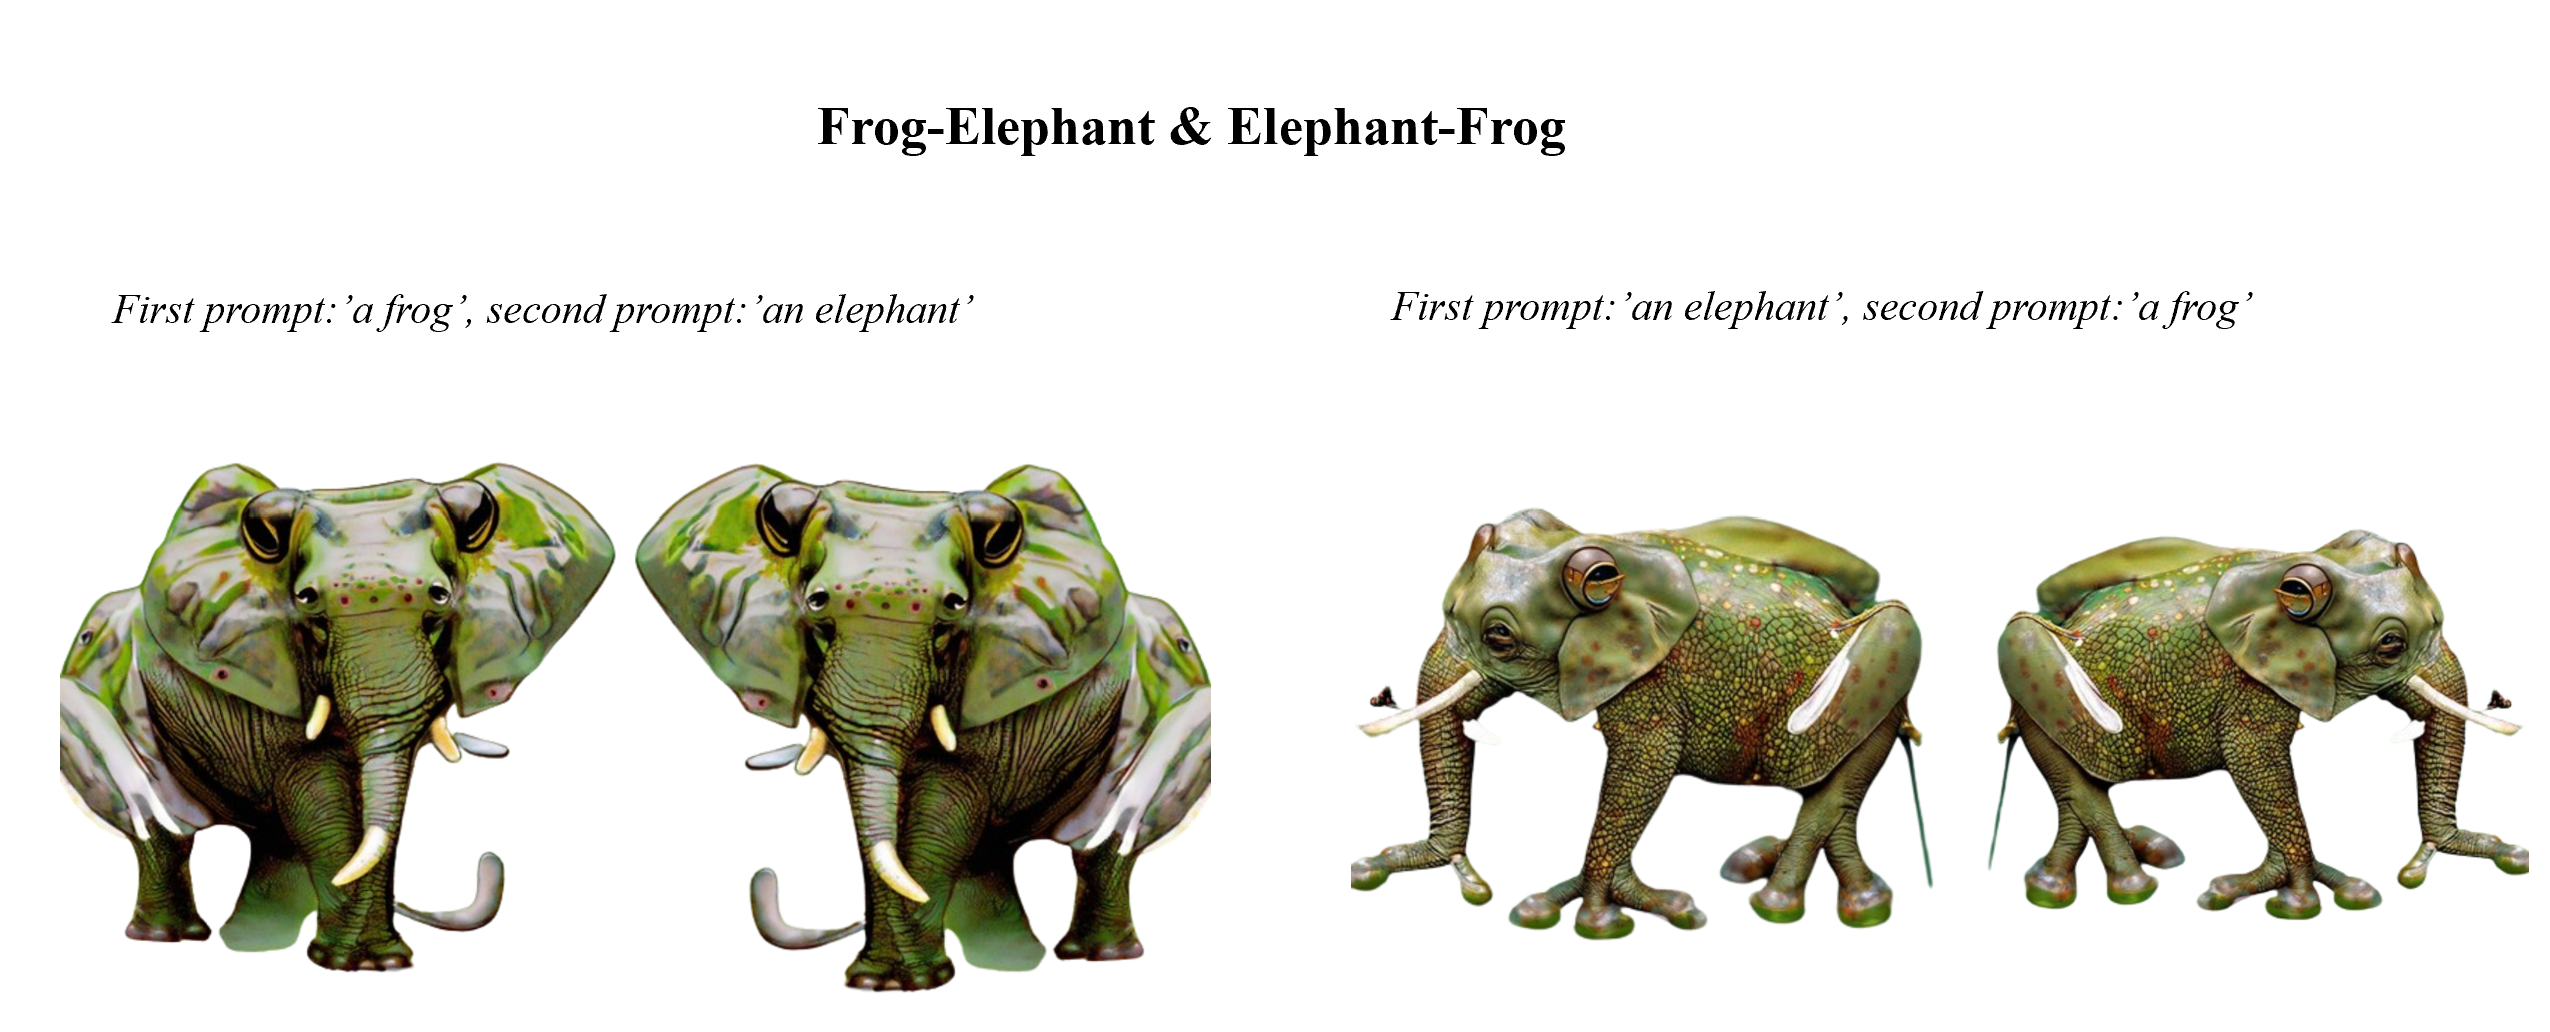 Frog-Elephant & Elephant-Frog
First prompt:’a frog’, second prompt:’an elephant’
First prompt:’an elephant’, second prompt:’a frog’